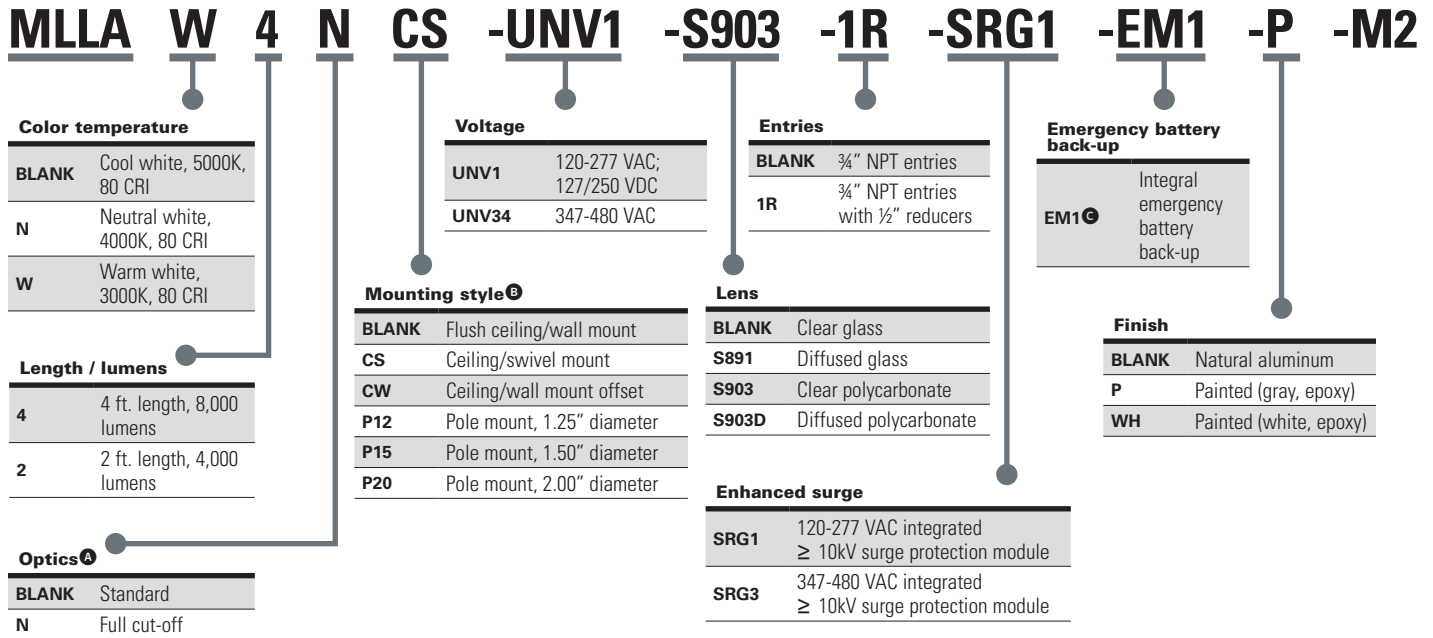 MLLA W 4 N CS -UNV1 -S903 -1R -SRG1 -EM1 -P -M2
Color temperature
BLANK Cool white, 5000K,
80 CRI
N Neutral white,
4000K, 80 CRI
W Warm white,
3000K, 80 CRI
Length / lumens
4 4 ft. length, 8,000
lumens
2 2 ft. length, 4,000
lumens
Optics A
BLANK Standard
N Full cut-off
Voltage
UNV1 120-277 VAC;
127/250 VDC
UNV34 347-480 VAC
Mounting style B
BLANK Flush ceiling/wall mount
CS Ceiling/swivel mount
CW Ceiling/wall mount offset
P12 Pole mount, 1.25” diameter
P15 Pole mount, 1.50” diameter
P20 Pole mount, 2.00” diameter
Entries
BLANK ¾” NPT entries
1R ¾” NPT entries
with ½” reducers
Lens
BLANK Clear glass
S891 Diffused glass
S903 Clear polycarbonate
S903D Diffused polycarbonate
Enhanced surge
SRG1 120-277 VAC integrated
≥ 10kV surge protection module
SRG3 347-480 VAC integrated
≥ 10kV surge protection module
Emergency battery
back-up
EM1 C Integral
emergency
battery
back-up
Finish
BLANK Natural aluminum
P Painted (gray, epoxy)
WH Painted (white, epoxy)